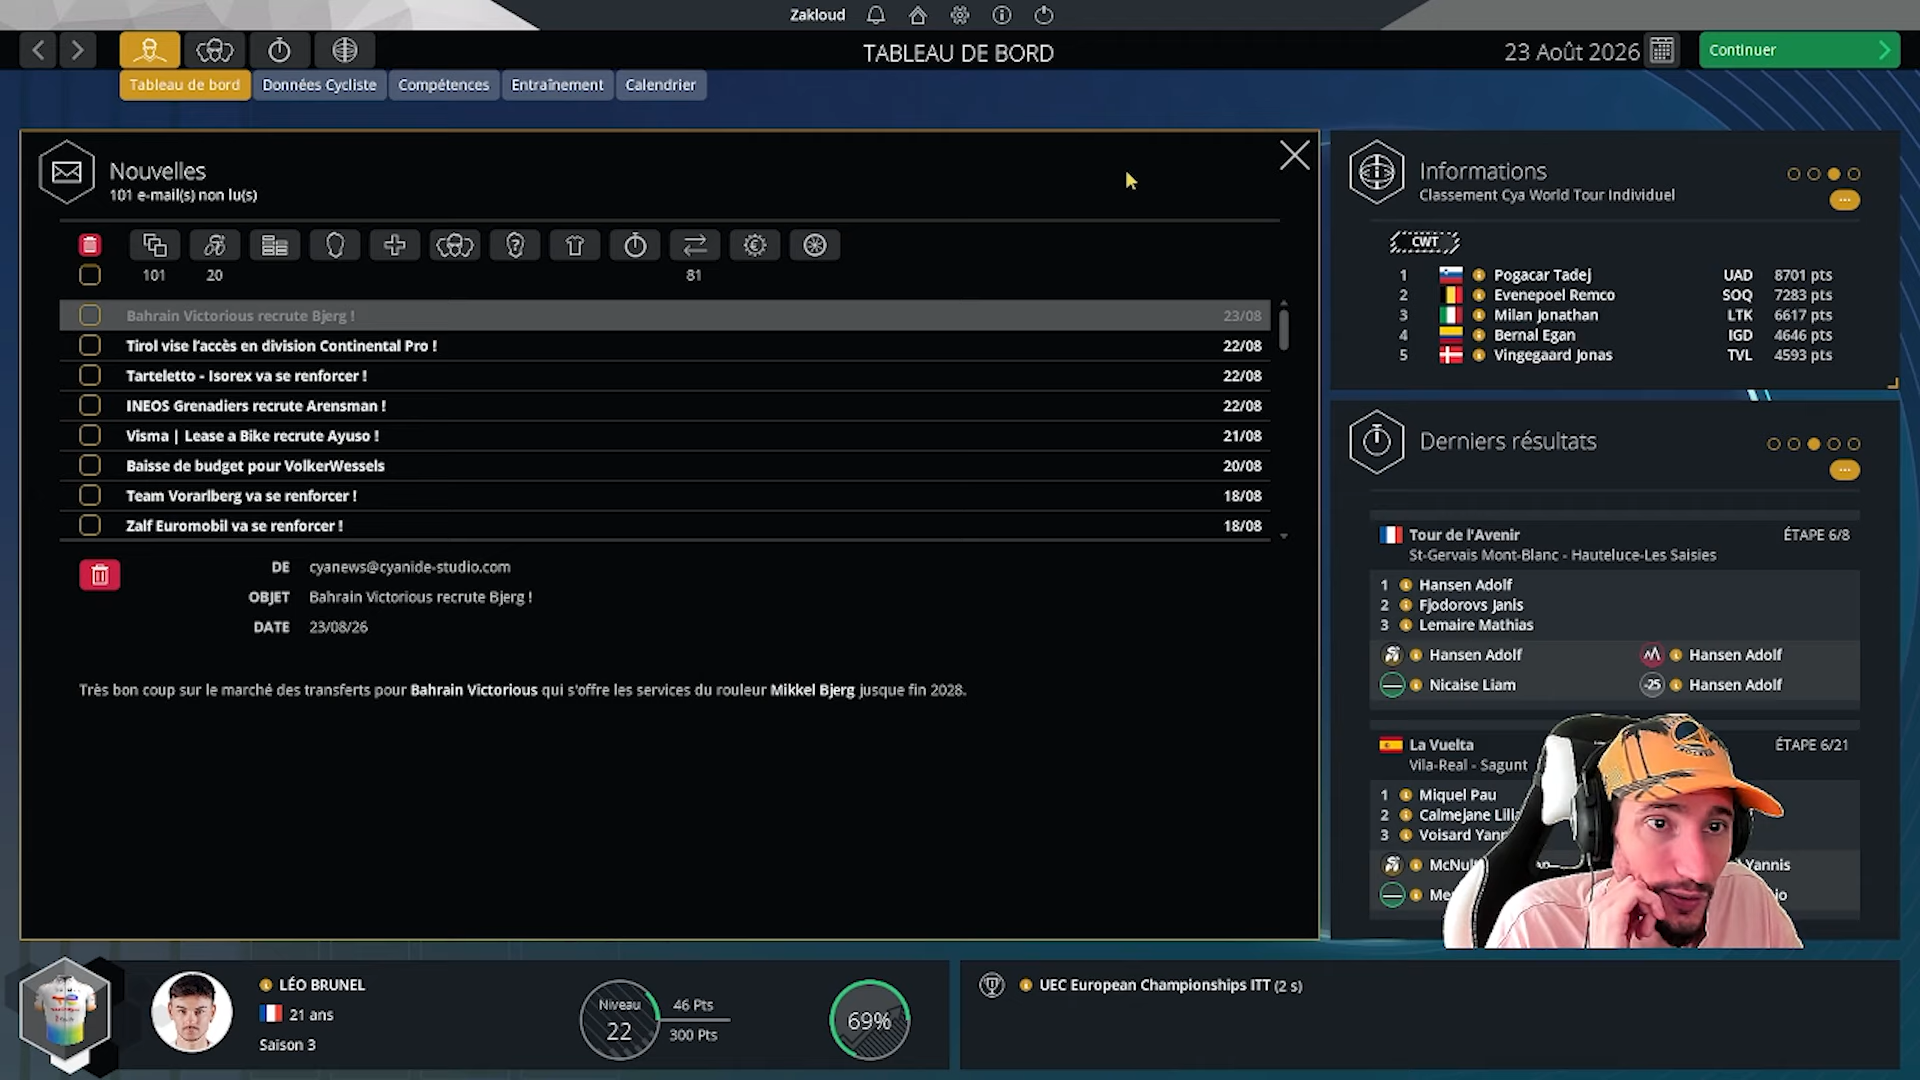 Zakloud
TABLEAU DE BORD
23 Août 2026
Continuer
Tableau de bord
Données Cycliste
Compétences
Entraînement
Calendrier
Nouvelles
101 e-mail(s) non lu(s)
101
20
81
Bahrain Victorious recrute Bjerg ! 23/08
Tirol vise l'accès en division Continental Pro ! 22/08
Tarteletto - Isorex va se renforcer ! 22/08
INEOS Grenadiers recrute Arensman ! 22/08
Visma | Lease a Bike recrute Ayuso ! 21/08
Baisse de budget pour VolkerWessels 20/08
Team Vorarlberg va se renforcer ! 18/08
Zalf Euromobil va se renforcer ! 18/08
DE cyanews@cyanide-studio.com
OBJET Bahrain Victorious recrute Bjerg !
DATE 23/08/26
Très bon coup sur le marché des transferts pour Bahrain Victorious qui s'offre les services du rouleur Mikkel Bjerg jusque fin 2028.
Informations
Classement Cya World Tour Individuel
CWT
1 Pogacar Tadej UAD 8701 pts
2 Evenepoel Remco SOQ 7283 pts
3 Milan Jonathan LTK 6617 pts
4 Bernal Egan IGD 4646 pts
5 Vingegaard Jonas TVL 4593 pts
Derniers résultats
Tour de l'Avenir ÉTAPE 6/8
St-Gervais Mont-Blanc - Hauteluce-Les Saisies
1 Hansen Adolf
2 Fjodorovs Janis
3 Lemaire Mathias
Hansen Adolf Hansen Adolf
Nicaise Liam -25 Hansen Adolf
La Vuelta ÉTAPE 6/21
Vila-Real - Sagunt
1 Miquel Pau
2 Calmejane
3 Voisard
Yannis
LÉO BRUNEL
21 ans
Saison 3
Niveau
22
46 Pts
300 Pts
69%
UEC European Championships ITT (2 s)